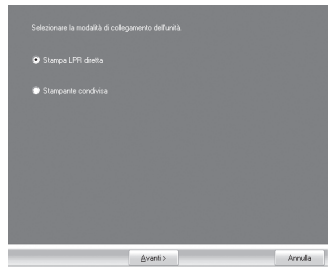 Selezionare la modalità di collegamento dell'unità
Stampa LPR diretta
Stampante condivisa
Avanti >
Annulla